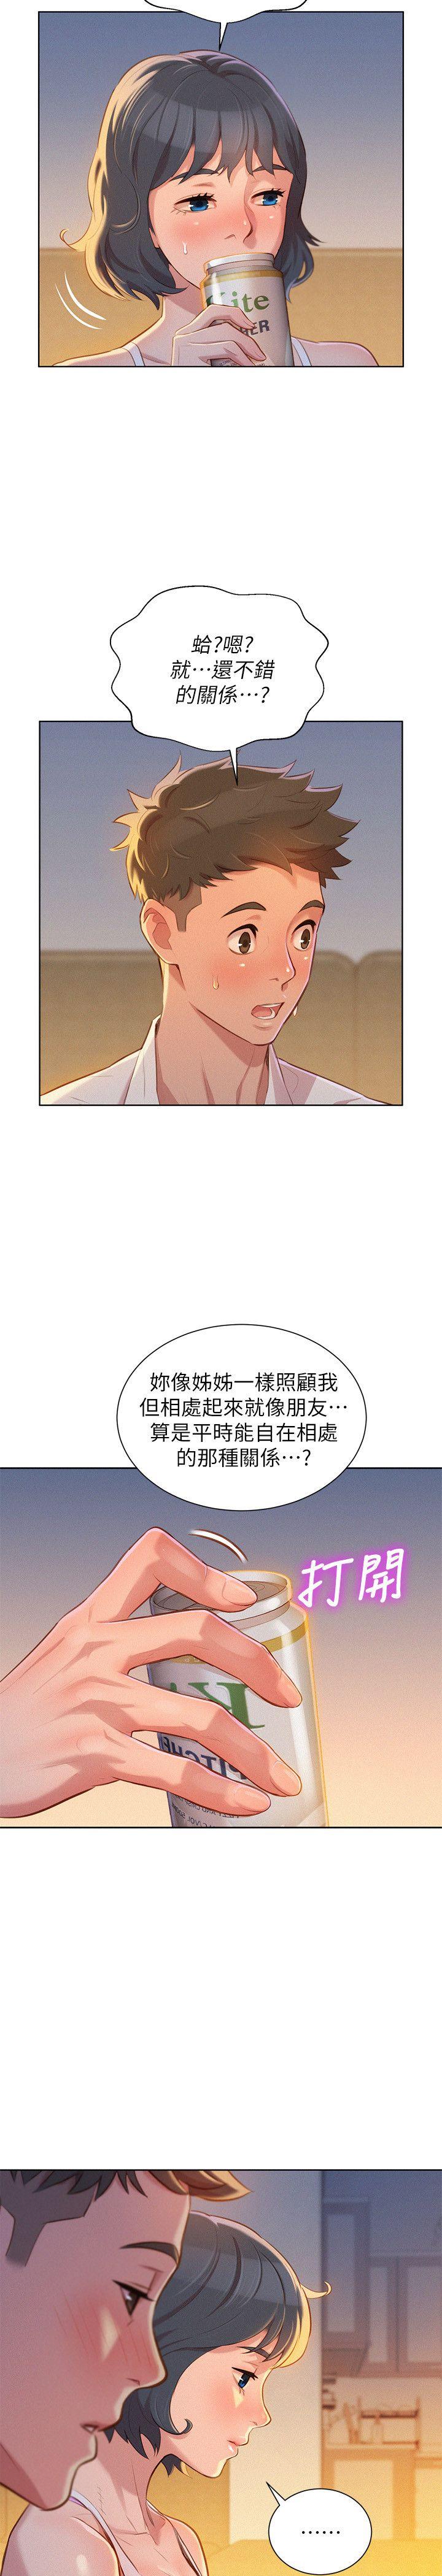 Kite
蛤?嗯?
就…還不錯
的關係…?
妳像姊姊一樣照顧我
但相處起來就像朋友…
算是平時能自在相處
的那種關係…?
打開
……